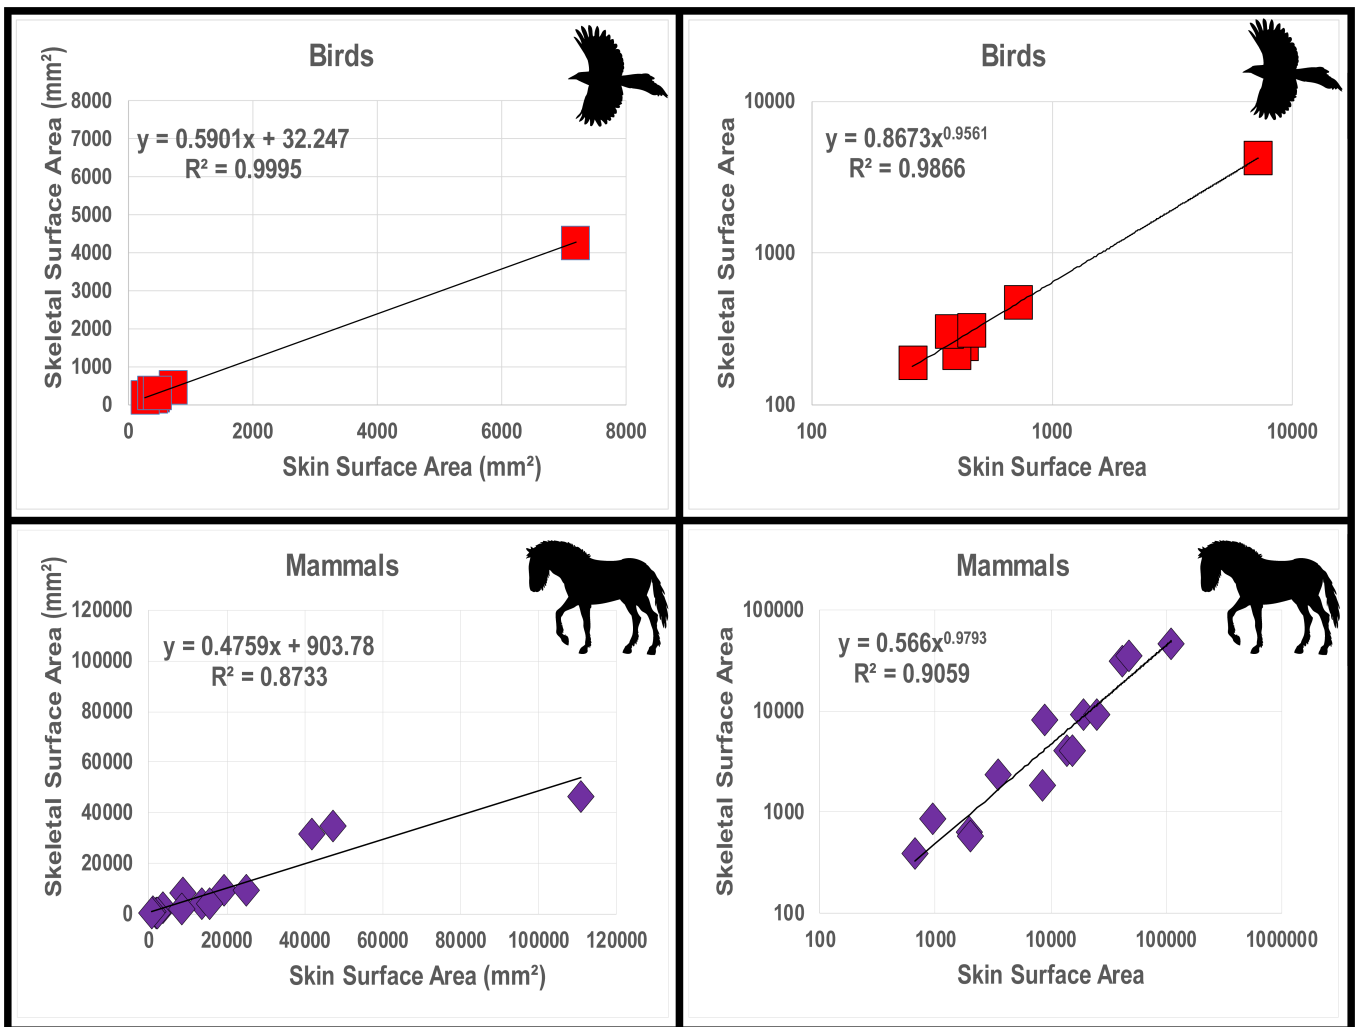 Birds
Skeletal Surface Area (mm²)
8000
7000
6000
5000
4000
3000
2000
1000
0
y = 0.5901x + 32.247
R² = 0.9995
0 2000 4000 6000 8000
Skin Surface Area (mm²)
Birds
Skeletal Surface Area
10000
1000
100
y = 0.8673x^0.9561
R² = 0.9866
100 1000 10000
Skin Surface Area
Mammals
Skeletal Surface Area (mm²)
120000
100000
80000
60000
40000
20000
0
y = 0.4759x + 903.78
R² = 0.8733
0 20000 40000 60000 80000 100000 120000
Skin Surface Area (mm²)
Mammals
Skeletal Surface Area
100000
10000
1000
100
y = 0.566x^0.9793
R² = 0.9059
100 1000 10000 100000 1000000
Skin Surface Area